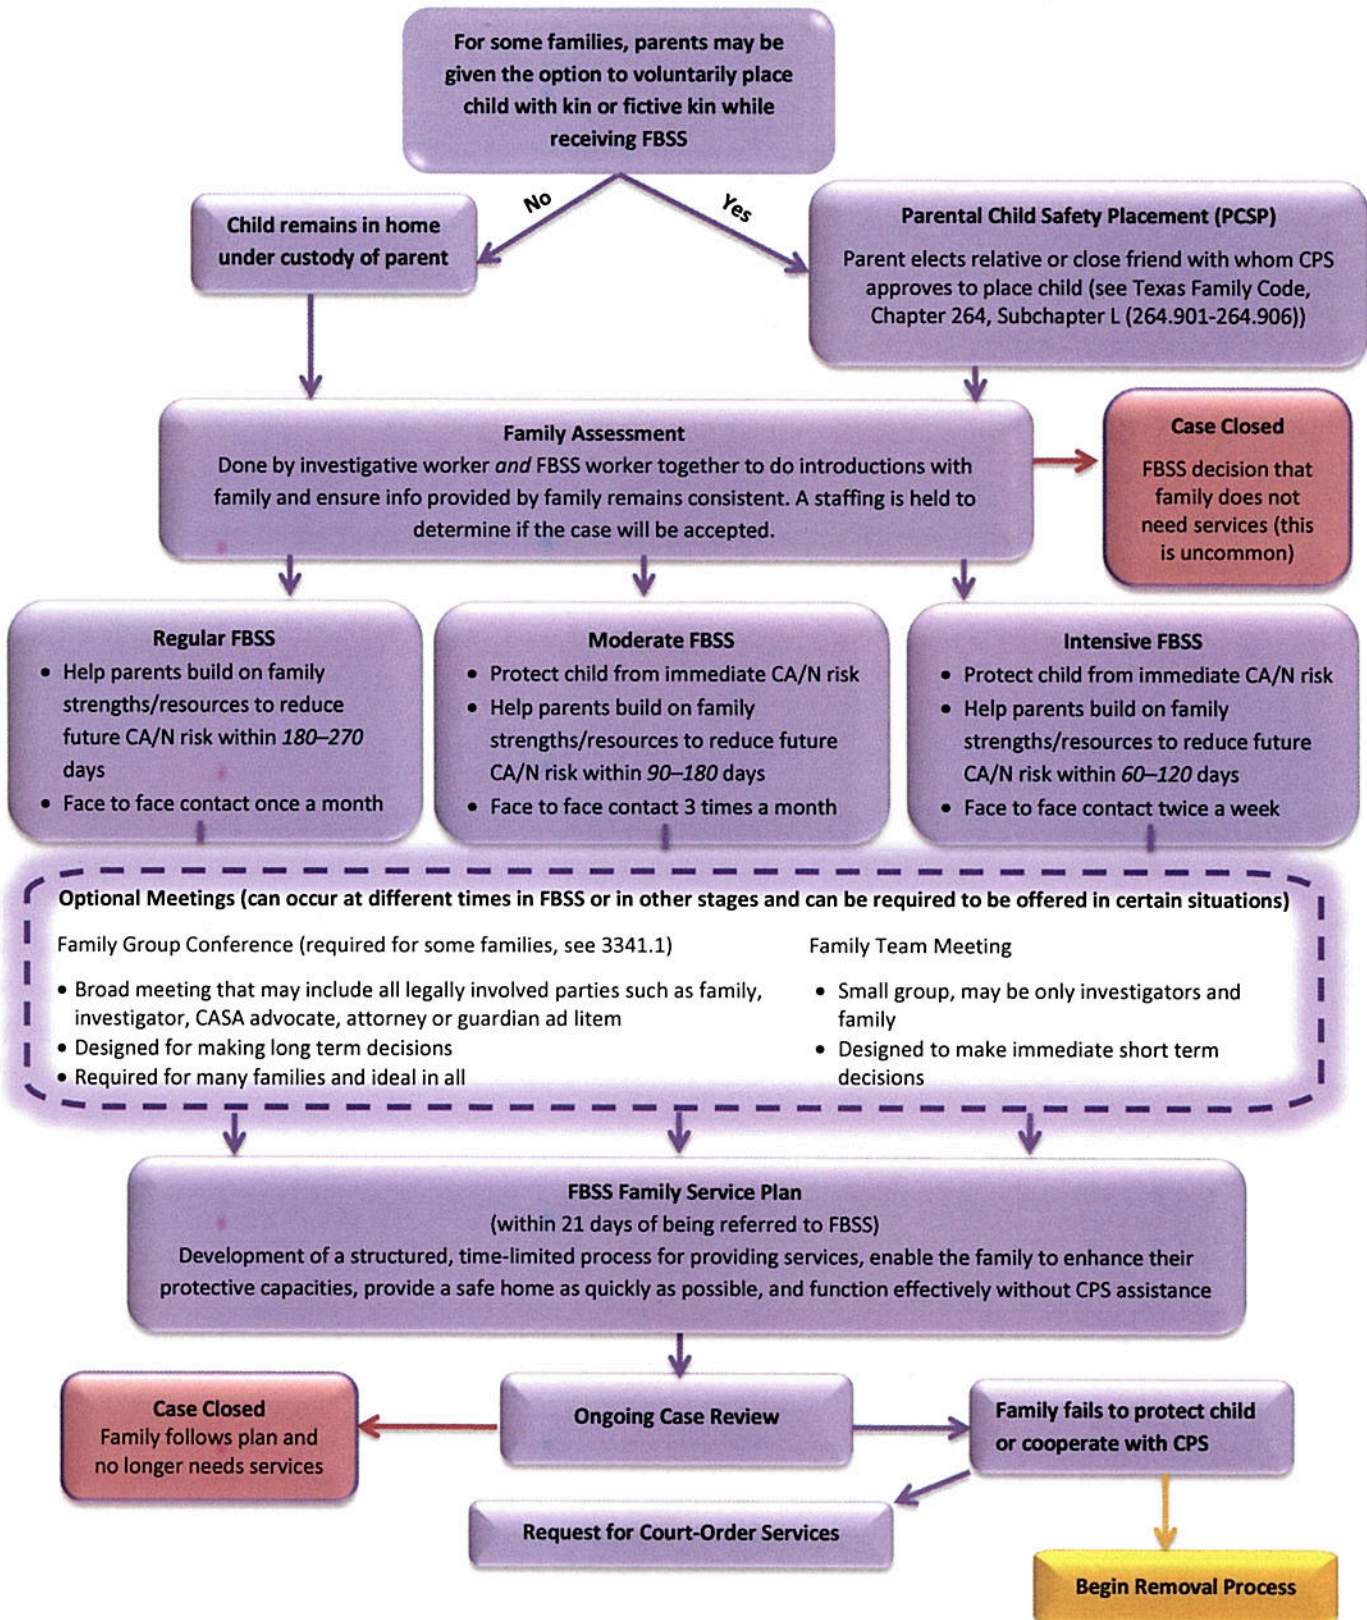 For some families, parents may be
given the option to voluntarily place
child with kin or fictive kin while
receiving FBSS
No
Yes
Child remains in home
under custody of parent
Parental Child Safety Placement (PCSP)
Parent elects relative or close friend with whom CPS
approves to place child (see Texas Family Code,
Chapter 264, Subchapter L (264.901-264.906))
Family Assessment
Done by investigative worker and FBSS worker together to do introductions with
family and ensure info provided by family remains consistent. A staffing is held to
determine if the case will be accepted.
Case Closed
FBSS decision that
family does not
need services (this
is uncommon)
Regular FBSS
• Help parents build on family
strengths/resources to reduce
future CA/N risk within 180–270
days
• Face to face contact once a month
Moderate FBSS
• Protect child from immediate CA/N risk
• Help parents build on family
strengths/resources to reduce future
CA/N risk within 90–180 days
• Face to face contact 3 times a month
Intensive FBSS
• Protect child from immediate CA/N risk
• Help parents build on family
strengths/resources to reduce future
CA/N risk within 60–120 days
• Face to face contact twice a week
Optional Meetings (can occur at different times in FBSS or in other stages and can be required to be offered in certain situations)
Family Group Conference (required for some families, see 3341.1)
• Broad meeting that may include all legally involved parties such as family,
investigator, CASA advocate, attorney or guardian ad litem
• Designed for making long term decisions
• Required for many families and ideal in all
Family Team Meeting
• Small group, may be only investigators and
family
• Designed to make immediate short term
decisions
FBSS Family Service Plan
(within 21 days of being referred to FBSS)
Development of a structured, time-limited process for providing services, enable the family to enhance their
protective capacities, provide a safe home as quickly as possible, and function effectively without CPS assistance
Case Closed
Family follows plan and
no longer needs services
Ongoing Case Review
Family fails to protect child
or cooperate with CPS
Request for Court-Order Services
Begin Removal Process